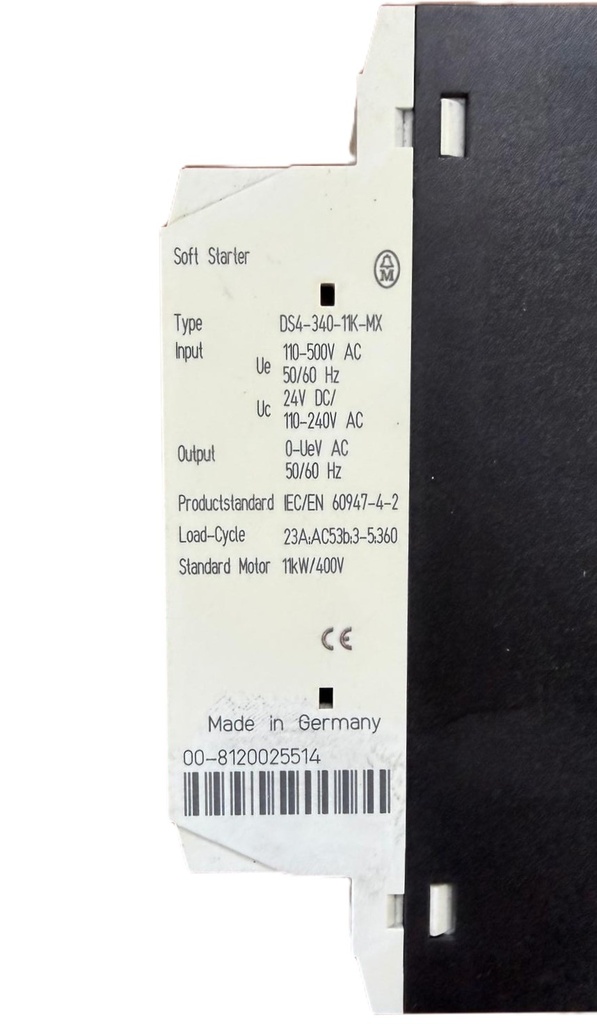 Soft Starter
M
Type DS4-340-11K-MX
Input Ue 110-500V AC
50/60 Hz
Uc 24V DC/
110-240V AC
Output 0-UeV AC
50/60 Hz
Productstandard IEC/EN 60947-4-2
Load-Cycle 23A:AC53b:3-5:360
Standard Motor 11kW/400V
CE
Made in Germany
00-8120025514